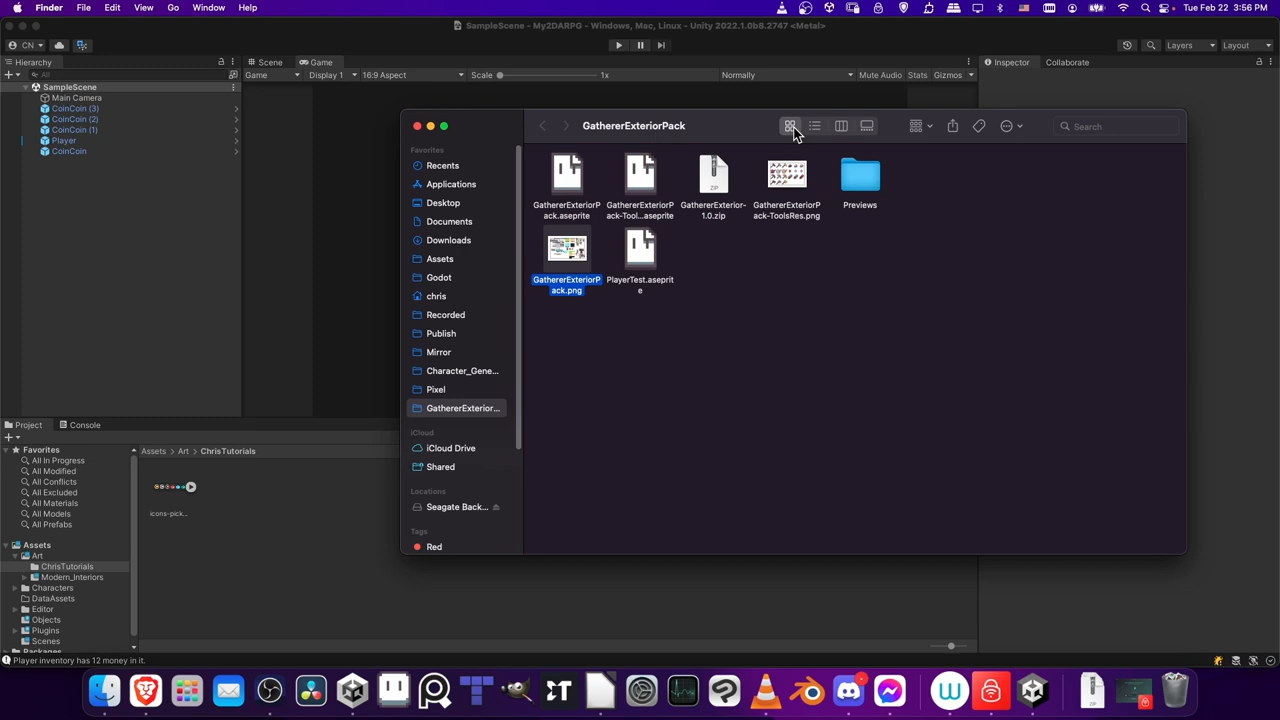 Finder File Edit View Go Window Help
Tue Feb 22 3:56 PM
SampleScene - My2DARPG - Windows, Mac, Linux - Unity 2022.1.0b8.2747 <Metal>
CN
Layers
Layout
Hierarchy
Scene
Game
Inspector
Collaborate
All
Game
Display 1
16:9 Aspect
Scale
1x
Normally
Mute Audio
Stats
Gizmos
SampleScene
Main Camera
CoinCoin (3)
CoinCoin (2)
CoinCoin (1)
Player
CoinCoin
GathererExteriorPack
Search
Favorites
Recents
Applications
Desktop
Documents
Downloads
Assets
Godot
chris
Recorded
Publish
Mirror
Character_Gene...
Pixel
GathererExterior...
iCloud
iCloud Drive
Shared
Locations
Seagate Back...
Tags
Red
GathererExteriorP
ack.aseprite
GathererExteriorP
ack-Tool...aseprite
ZIP
GathererExterior-
1.0.zip
GathererExteriorP
ack-ToolsRes.png
Previews
GathererExteriorP
ack.png
PlayerTest.aseprit
e
Project
Console
Favorites
All In Progress
All Modified
All Conflicts
All Excluded
All Materials
All Models
All Prefabs
Assets
Art
ChrisTutorials
Modern_Interiors
Characters
DataAssets
Editor
Objects
Plugins
Scenes
Assets
Art
ChrisTutorials
icons-pick...
Player inventory has 12 money in it.